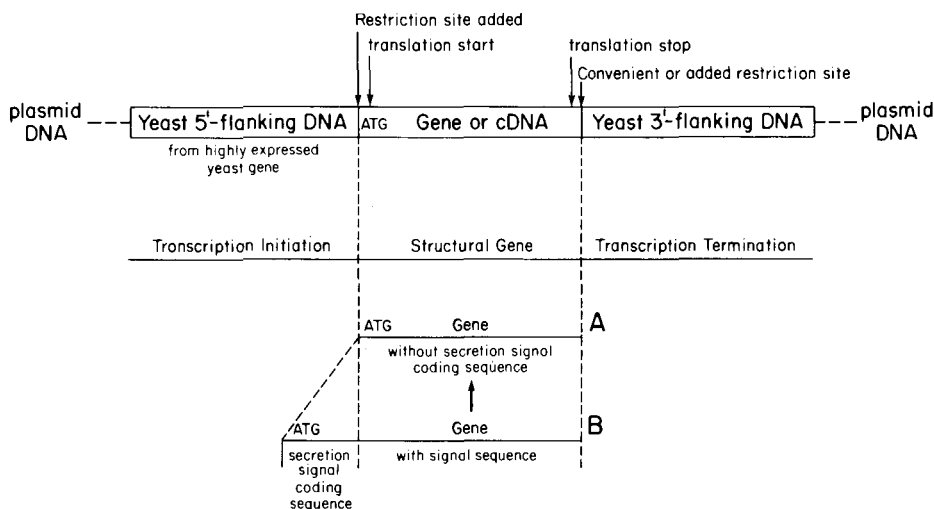 Restriction site added
translation start
translation stop
Convenient or added restriction site
plasmid
DNA
Yeast 5'-flanking DNA
ATG
Gene or cDNA
Yeast 3'-flanking DNA
plasmid
DNA
from highly expressed
yeast gene
Transcription Initiation
Structural Gene
Transcription Termination
ATG
Gene
A
without secretion signal
coding sequence
ATG
Gene
B
secretion
signal
coding
sequence
with signal sequence